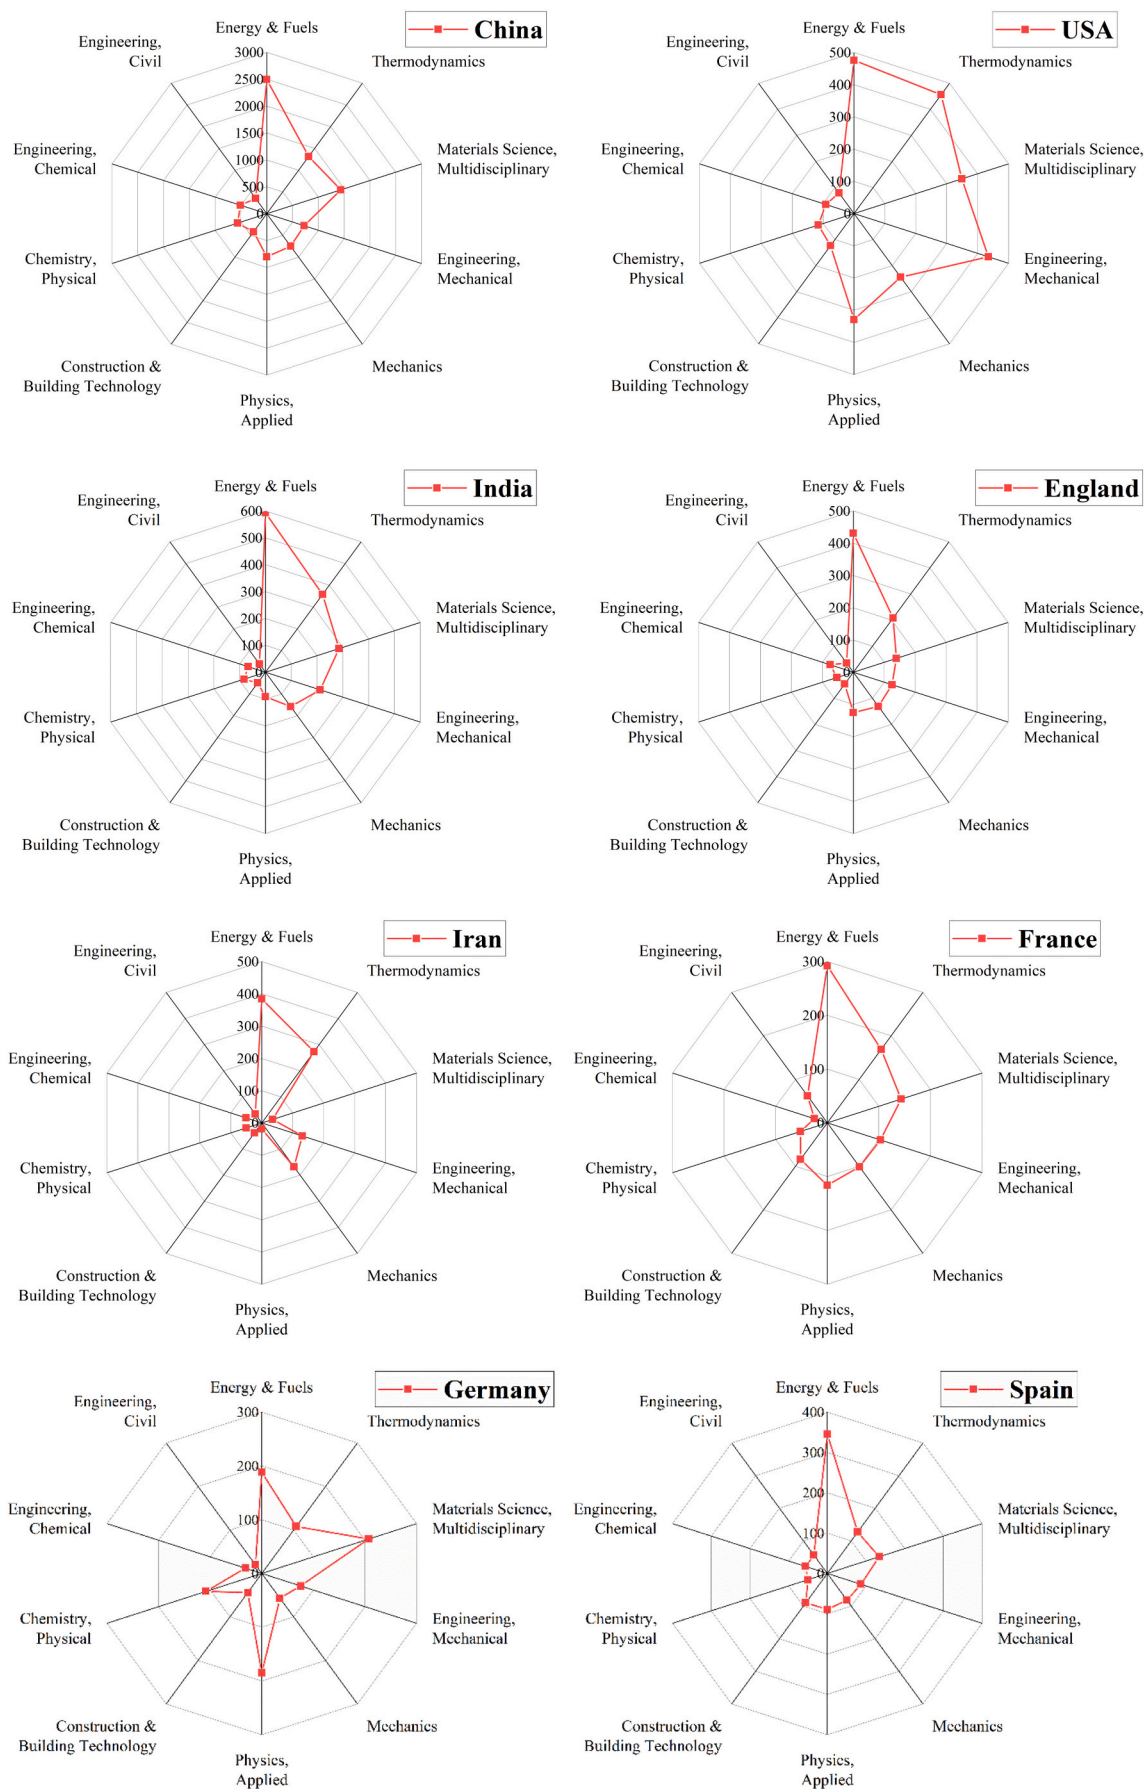 Energy & Fuels
China
Engineering,
Civil
Thermodynamics
3000
2500
2000
1500
1000
500
0
Engineering,
Chemical
Materials Science,
Multidisciplinary
Chemistry,
Physical
Engineering,
Mechanical
Construction &
Building Technology
Mechanics
Physics,
Applied
Energy & Fuels
USA
Engineering,
Civil
Thermodynamics
500
400
300
200
100
0
Engineering,
Chemical
Materials Science,
Multidisciplinary
Chemistry,
Physical
Engineering,
Mechanical
Construction &
Building Technology
Mechanics
Physics,
Applied
Energy & Fuels
India
Engineering,
Civil
Thermodynamics
600
500
400
300
200
100
0
Engineering,
Chemical
Materials Science,
Multidisciplinary
Chemistry,
Physical
Engineering,
Mechanical
Construction &
Building Technology
Mechanics
Physics,
Applied
Energy & Fuels
England
Engineering,
Civil
Thermodynamics
500
400
300
200
100
0
Engineering,
Chemical
Materials Science,
Multidisciplinary
Chemistry,
Physical
Engineering,
Mechanical
Construction &
Building Technology
Mechanics
Physics,
Applied
Energy & Fuels
Iran
Engineering,
Civil
Thermodynamics
500
400
300
200
100
0
Engineering,
Chemical
Materials Science,
Multidisciplinary
Chemistry,
Physical
Engineering,
Mechanical
Construction &
Building Technology
Mechanics
Physics,
Applied
Energy & Fuels
France
Engineering,
Civil
Thermodynamics
300
200
100
0
Engineering,
Chemical
Materials Science,
Multidisciplinary
Chemistry,
Physical
Engineering,
Mechanical
Construction &
Building Technology
Mechanics
Physics,
Applied
Energy & Fuels
Germany
Engineering,
Civil
Thermodynamics
300
200
100
0
Engineering,
Chemical
Materials Science,
Multidisciplinary
Chemistry,
Physical
Engineering,
Mechanical
Construction &
Building Technology
Mechanics
Physics,
Applied
Energy & Fuels
Spain
Engineering,
Civil
Thermodynamics
400
300
200
100
0
Engineering,
Chemical
Materials Science,
Multidisciplinary
Chemistry,
Physical
Engineering,
Mechanical
Construction &
Building Technology
Mechanics
Physics,
Applied